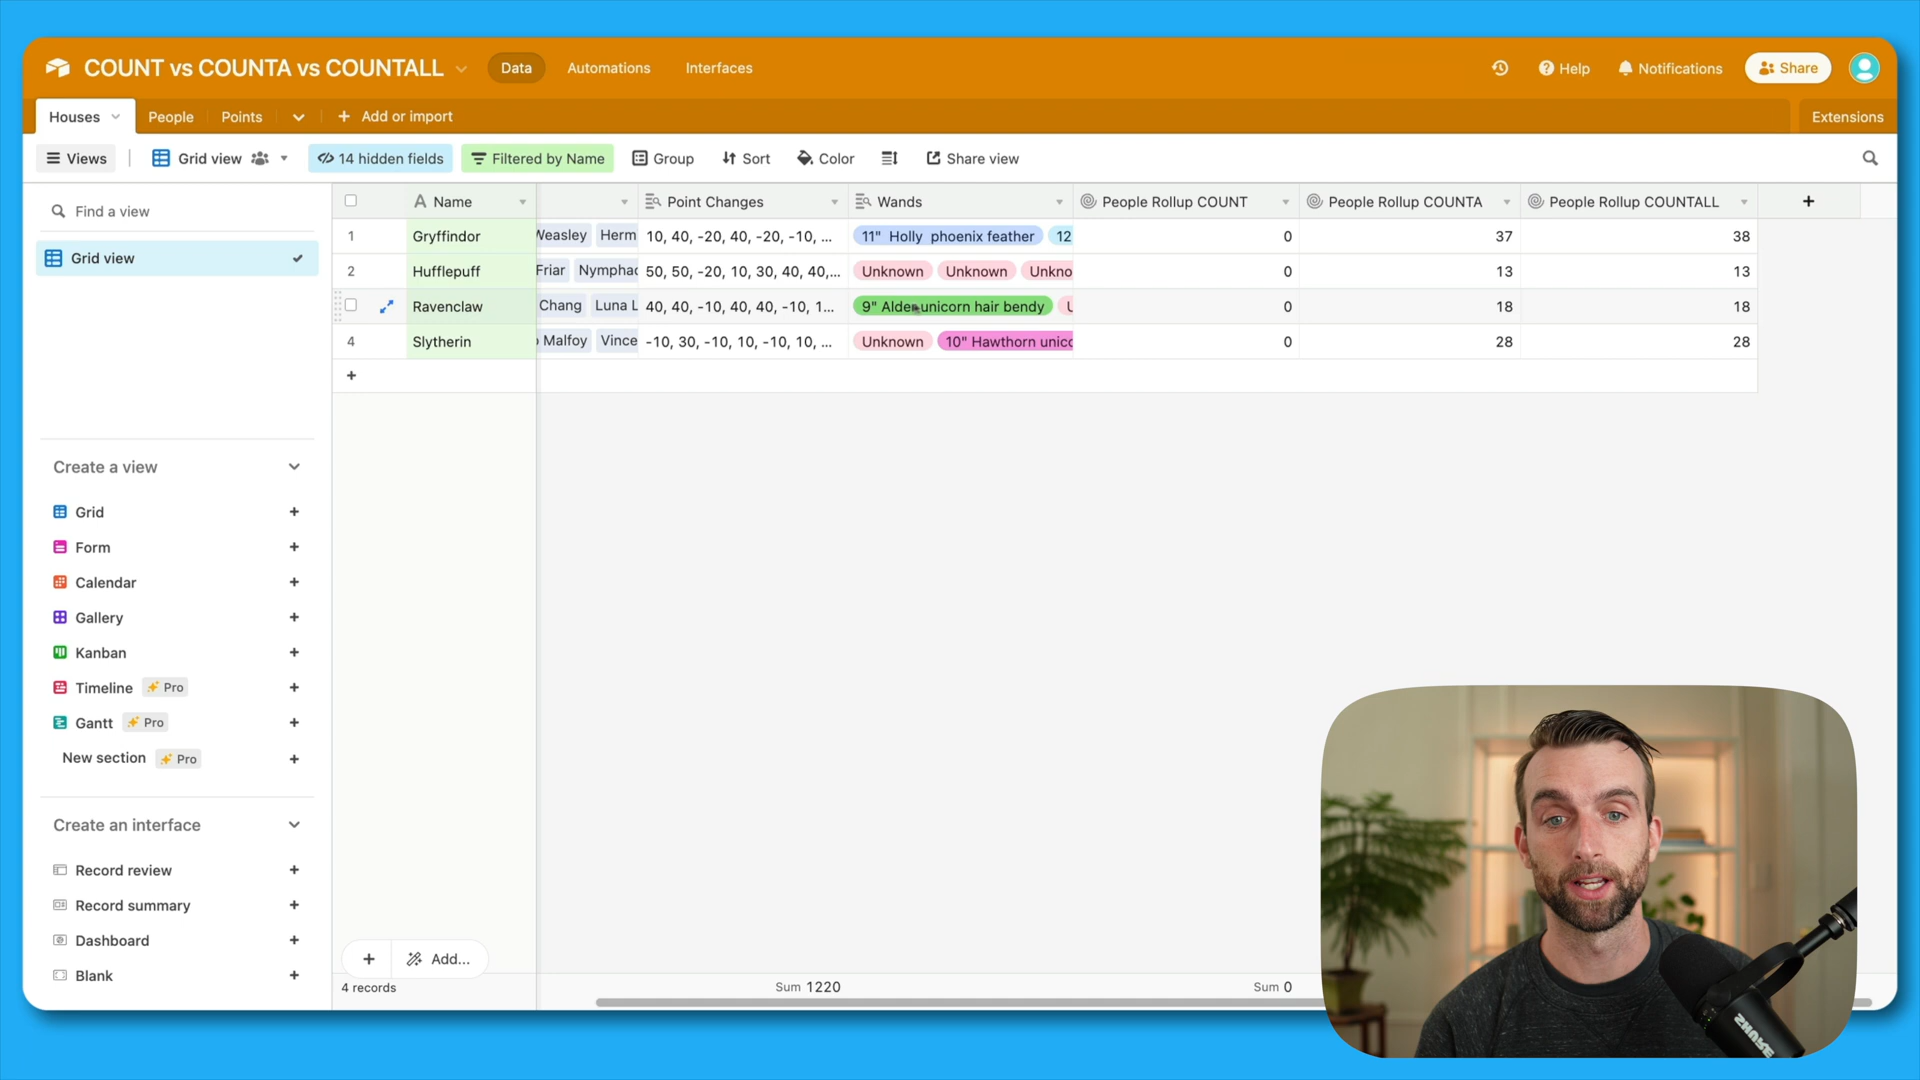 COUNT vs COUNTA vs COUNTALL
Data
Automations
Interfaces
Help
Notifications
Share
Houses
People
Points
Add or import
Extensions
Views
Grid view
14 hidden fields
Filtered by Name
Group
Sort
Color
Share view
Find a view
Grid view
Name
Point Changes
Wands
People Rollup COUNT
People Rollup COUNTA
People Rollup COUNTALL
1 Gryffindor Weasley Herm 10, 40, -20, 40, -20, -10, ... 11" Holly phoenix feather 12 0 37 38
2 Hufflepuff Friar Nymphac 50, 50, -20, 10, 30, 40, 40,... Unknown Unknown Unkno 0 13 13
Ravenclaw Chang Luna L 40, 40, -10, 40, 40, -10, 1... 9" Alder unicorn hair bendy U 0 18 18
4 Slytherin Malfoy Vince -10, 30, -10, 10, -10, 10, ... Unknown 10" Hawthorn unico 0 28 28
Create a view
Grid
Form
Calendar
Gallery
Kanban
Timeline Pro
Gantt Pro
New section Pro
Create an interface
Record review
Record summary
Dashboard
Blank
Add...
4 records
Sum 1220
Sum 0
SHURE